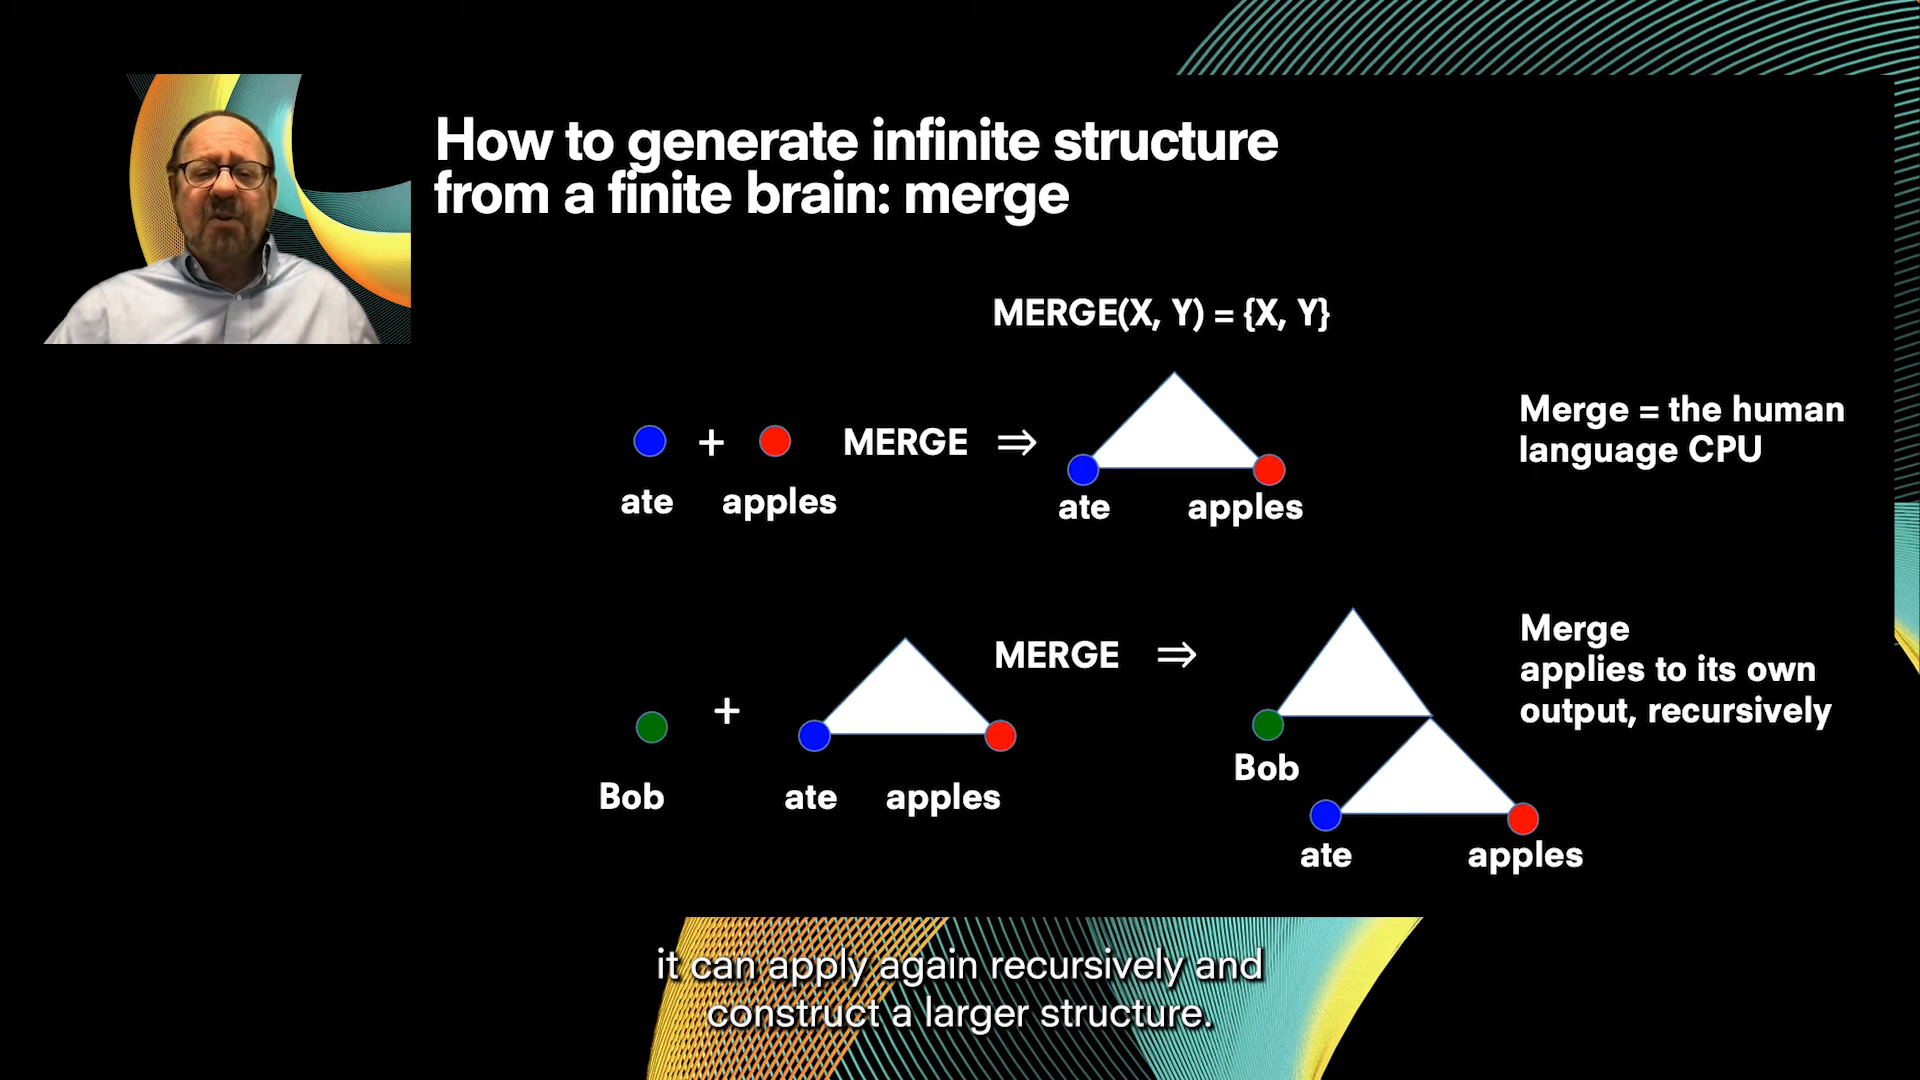 How to generate infinite structure
from a finite brain: merge
MERGE(X, Y) = {X, Y}
ate + apples MERGE ⇒ ate apples
Merge = the human
language CPU
Bob + ate apples MERGE ⇒ Bob
ate apples
Merge
applies to its own
output, recursively
it can apply again recursively and
construct a larger structure.